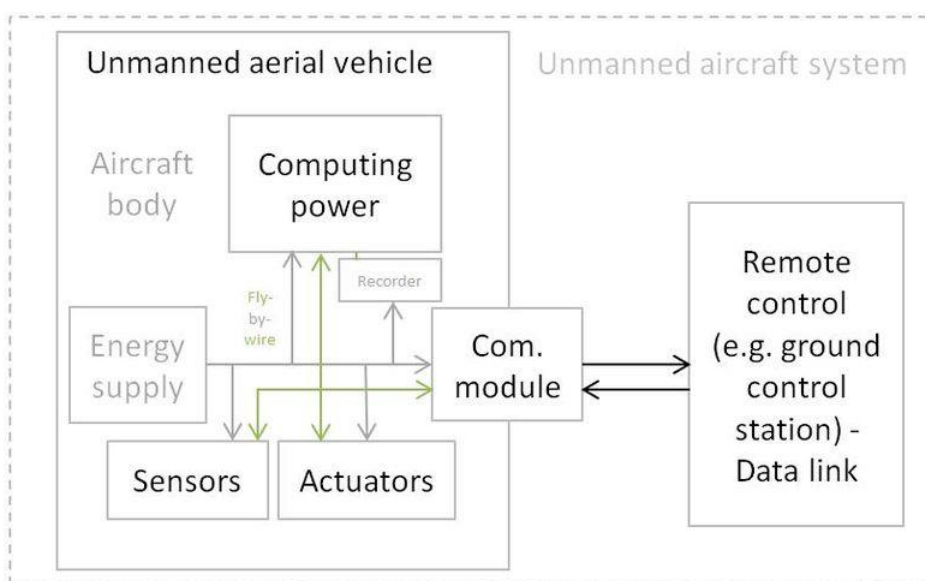 Unmanned aerial vehicle
Unmanned aircraft system
Aircraft
body
Computing
power
Recorder
Fly-
by-
wire
Energy
supply
Com.
module
Sensors
Actuators
Remote
control
(e.g. ground
control
station) -
Data link